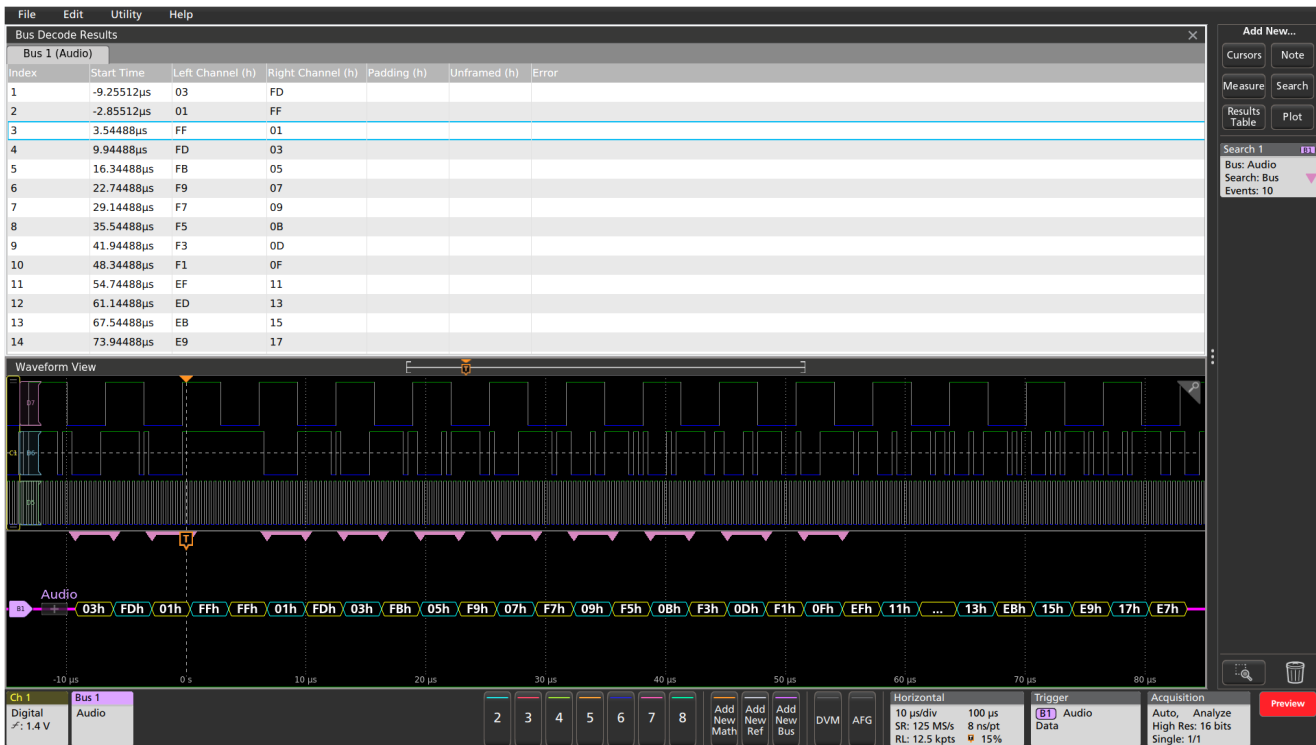 File Edit Utility Help
Bus Decode Results
Bus 1 (Audio)
Index Start Time Left Channel (h) Right Channel (h) Padding (h) Unframed (h) Error
1 -9.25512µs 03 FD
2 -2.85512µs 01 FF
3 3.54488µs FF 01
4 9.94488µs FD 03
5 16.34488µs FB 05
6 22.74488µs F9 07
7 29.14488µs F7 09
8 35.54488µs F5 0B
9 41.94488µs F3 0D
10 48.34488µs F1 0F
11 54.74488µs EF 11
12 61.14488µs ED 13
13 67.54488µs EB 15
14 73.94488µs E9 17
Waveform View
T
D7
C1 D6
D5
T
Audio
B1 + 03h FDh 01h FFh FFh 01h FDh 03h FBh 05h F9h 07h F7h 09h F5h 0Bh F3h 0Dh F1h 0Fh EFh 11h ... 13h EBh 15h E9h 17h E7h
-10 µs 0 s 10 µs 20 µs 30 µs 40 µs 50 µs 60 µs 70 µs 80 µs
Add New...
Cursors Note
Measure Search
Results Table Plot
Search 1 B1
Bus: Audio
Search: Bus
Events: 10
Ch 1
Digital
: 1.4 V
Bus 1
Audio
2 3 4 5 6 7 8
Add New Math
Add New Ref
Add New Bus
DVM AFG
Horizontal
10 µs/div 100 µs
SR: 125 MS/s 8 ns/pt
RL: 12.5 kpts 15%
Trigger
B1 Audio
Data
Acquisition
Auto, Analyze
High Res: 16 bits
Single: 1/1
Preview